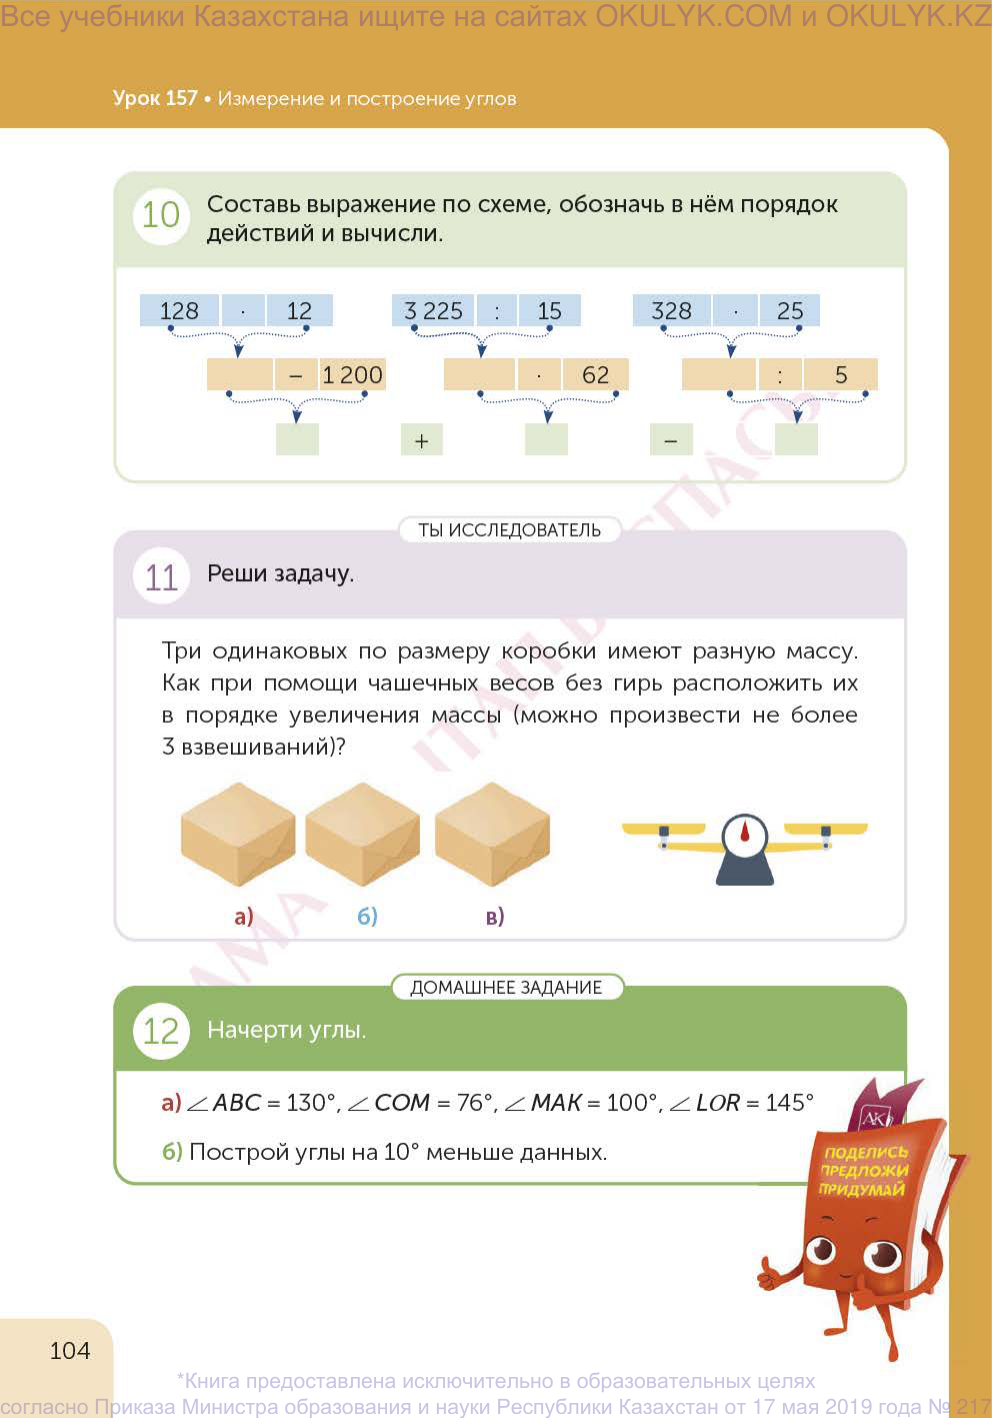 Все учебники Казахстана ищите на сайтах OKULYK.COM и OKULYK.KZ
Урок 157 • Измерение и построение углов
10 Составь выражение по схеме, обозначь в нём порядок
действий и вычисли.
128 · 12 3 225 : 15 328 · 25
– 1 200 · 62 : 5
+ –
ТЫ ИССЛЕДОВАТЕЛЬ
11 Реши задачу.
Три одинаковых по размеру коробки имеют разную массу.
Как при помощи чашечных весов без гирь расположить их
в порядке увеличения массы (можно произвести не более
3 взвешиваний)?
а) б) в)
ДОМАШНЕЕ ЗАДАНИЕ
12 Начерти углы.
а) ∠ ABC = 130°, ∠ COM = 76°, ∠ MAK = 100°, ∠ LOR = 145°
б) Построй углы на 10° меньше данных.
АК
ПОДЕЛИСЬ
ПРЕДЛОЖИ
ПРИДУМАЙ
104
*Книга предоставлена исключительно в образовательных целях
согласно Приказа Министра образования и науки Республики Казахстан от 17 мая 2019 года № 217